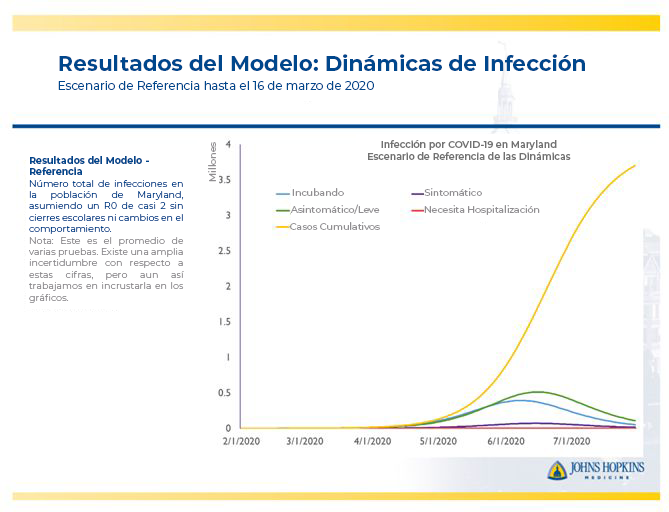 Resultados del Modelo: Dinámicas de Infección
Escenario de Referencia hasta el 16 de marzo de 2020
Resultados del Modelo -
Referencia
Número total de infecciones en
la población de Maryland,
asumiendo un R0 de casi 2 sin
cierres escolares ni cambios en el
comportamiento.
Nota: Este es el promedio de
varias pruebas. Existe una amplia
incertidumbre con respecto a
estas cifras, pero aun así
trabajamos en incrustarla en los
gráficos.
Infección por COVID-19 en Maryland
Escenario de Referencia de las Dinámicas
Millones
Incubando
Sintomático
Asintomático/Leve
Necesita Hospitalización
Casos Cumulativos
4
3.5
3
2.5
2
1.5
1
0.5
0
2/1/2020 3/1/2020 4/1/2020 5/1/2020 6/1/2020 7/1/2020
JOHNS HOPKINS
MEDICINE